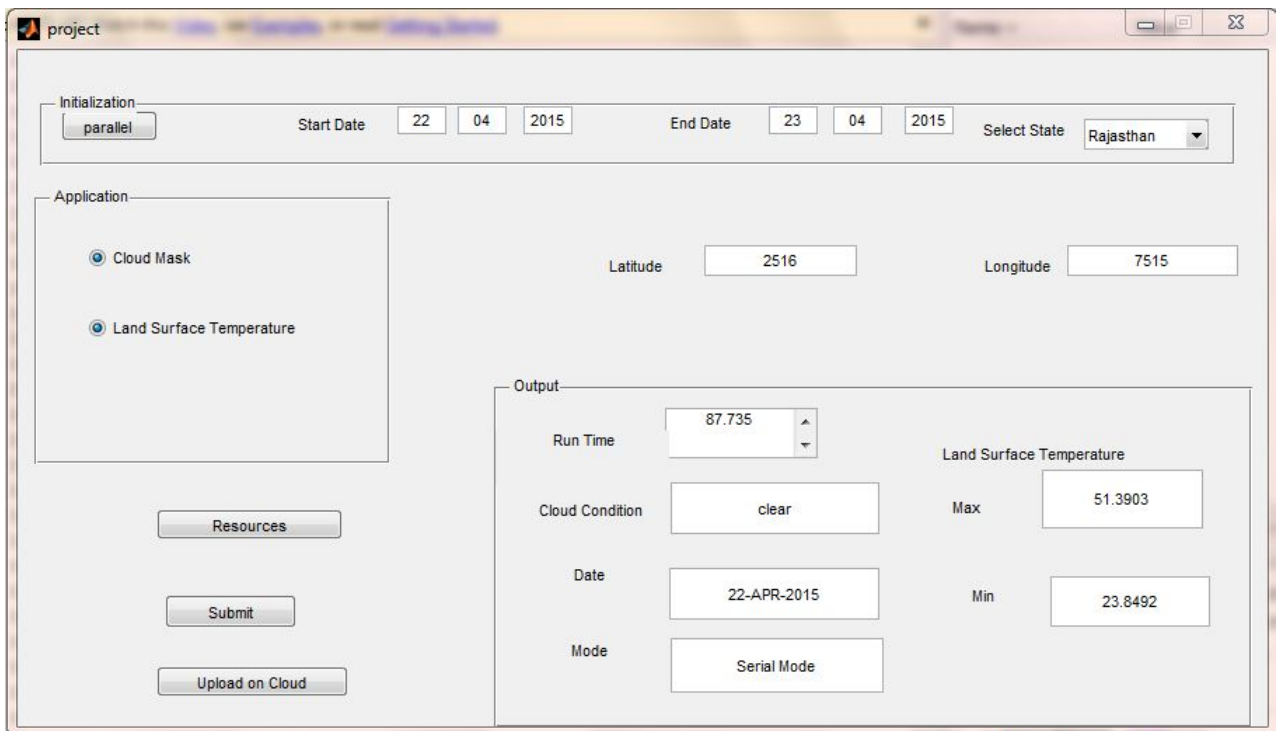 project
Initialization
parallel
Start Date 22 04 2015 End Date 23 04 2015 Select State Rajasthan
Application
Cloud Mask
Land Surface Temperature
Latitude 2516 Longitude 7515
Output
Run Time 87.735
Land Surface Temperature
Cloud Condition clear Max 51.3903
Date 22-APR-2015 Min 23.8492
Mode Serial Mode
Resources
Submit
Upload on Cloud